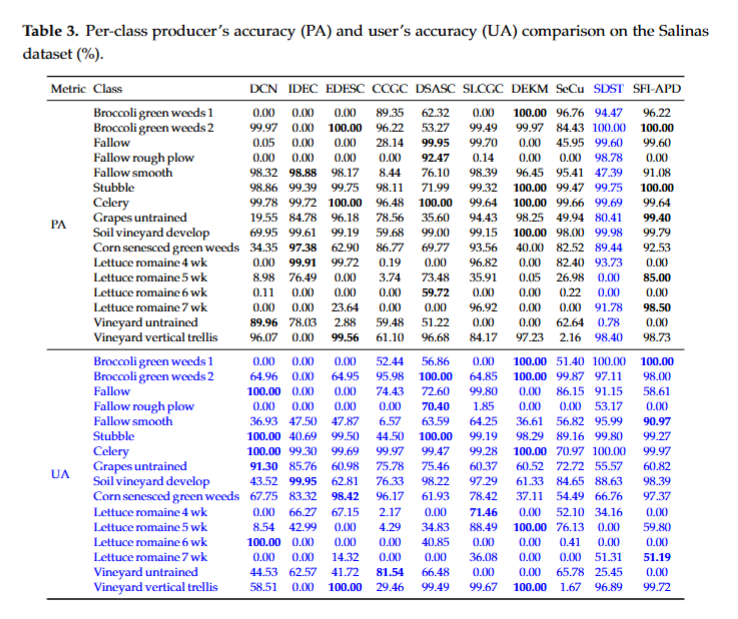 Table 3. Per-class producer's accuracy (PA) and user's accuracy (UA) comparison on the Salinas
dataset (%).
Metric Class DCN IDEC EDESC CCGC DSASC SLCGC DEKM SeCu SDST SFI-APD
Broccoli green weeds 1 0.00 0.00 0.00 89.35 62.32 0.00 100.00 96.76 94.47 96.22
Broccoli green weeds 2 99.97 0.00 100.00 96.22 53.27 99.49 99.97 84.43 100.00 100.00
Fallow 0.05 0.00 0.00 28.14 99.95 99.70 0.00 45.95 99.60 99.60
Fallow rough plow 0.00 0.00 0.00 0.00 92.47 0.14 0.00 0.00 98.78 0.00
Fallow smooth 98.32 98.88 98.17 8.44 76.10 98.39 96.45 95.41 47.39 91.08
Stubble 98.86 99.39 99.75 98.11 71.99 99.32 100.00 99.47 99.75 100.00
Celery 99.78 99.72 100.00 96.48 100.00 99.64 100.00 99.66 99.69 99.64
PA Grapes untrained 19.55 84.78 96.18 78.56 35.60 94.43 98.25 49.94 80.41 99.40
Soil vineyard develop 69.95 99.61 99.19 59.68 99.00 99.15 100.00 98.00 99.98 99.79
Corn senesced green weeds 34.35 97.38 62.90 86.77 69.77 93.56 40.00 82.52 89.44 92.53
Lettuce romaine 4 wk 0.00 99.91 99.72 0.19 0.00 96.82 0.00 82.40 93.73 0.00
Lettuce romaine 5 wk 8.98 76.49 0.00 3.74 73.48 35.91 0.05 26.98 0.00 85.00
Lettuce romaine 6 wk 0.11 0.00 0.00 0.00 59.72 0.00 0.00 0.22 0.00 0.00
Lettuce romaine 7 wk 0.00 0.00 23.64 0.00 0.00 96.92 0.00 0.00 91.78 98.50
Vineyard untrained 89.96 78.03 2.88 59.48 51.22 0.00 0.00 62.64 0.78 0.00
Vineyard vertical trellis 96.07 0.00 99.56 61.10 96.68 84.17 97.23 2.16 98.40 98.73
Broccoli green weeds 1 0.00 0.00 0.00 52.44 56.86 0.00 100.00 51.40 100.00 100.00
Broccoli green weeds 2 64.96 0.00 64.95 95.98 100.00 64.85 100.00 99.87 97.11 98.00
Fallow 100.00 0.00 0.00 74.43 72.60 99.80 0.00 86.15 91.15 58.61
Fallow rough plow 0.00 0.00 0.00 0.00 70.40 1.85 0.00 0.00 53.17 0.00
Fallow smooth 36.93 47.50 47.87 6.57 63.59 64.25 36.61 56.82 95.99 90.97
Stubble 100.00 40.69 99.50 44.50 100.00 99.19 98.29 89.16 99.80 99.27
Celery 100.00 99.30 99.69 99.97 99.47 99.28 100.00 70.97 100.00 99.97
UA Grapes untrained 91.30 85.76 60.98 75.78 75.46 60.37 60.52 72.72 55.57 60.82
Soil vineyard develop 43.52 99.95 62.81 76.33 98.22 97.29 61.33 84.65 88.63 98.39
Corn senesced green weeds 67.75 83.32 98.42 96.17 61.93 78.42 37.11 54.49 66.76 97.37
Lettuce romaine 4 wk 0.00 66.27 67.15 2.17 0.00 71.46 0.00 52.10 34.16 0.00
Lettuce romaine 5 wk 8.54 42.99 0.00 4.29 34.83 88.49 100.00 76.13 0.00 59.80
Lettuce romaine 6 wk 100.00 0.00 0.00 0.00 40.85 0.00 0.00 0.41 0.00 0.00
Lettuce romaine 7 wk 0.00 0.00 14.32 0.00 0.00 36.08 0.00 0.00 51.31 51.19
Vineyard untrained 44.53 62.57 41.72 81.54 66.48 0.00 0.00 65.78 25.45 0.00
Vineyard vertical trellis 58.51 0.00 100.00 29.46 99.49 99.67 100.00 1.67 96.89 99.72